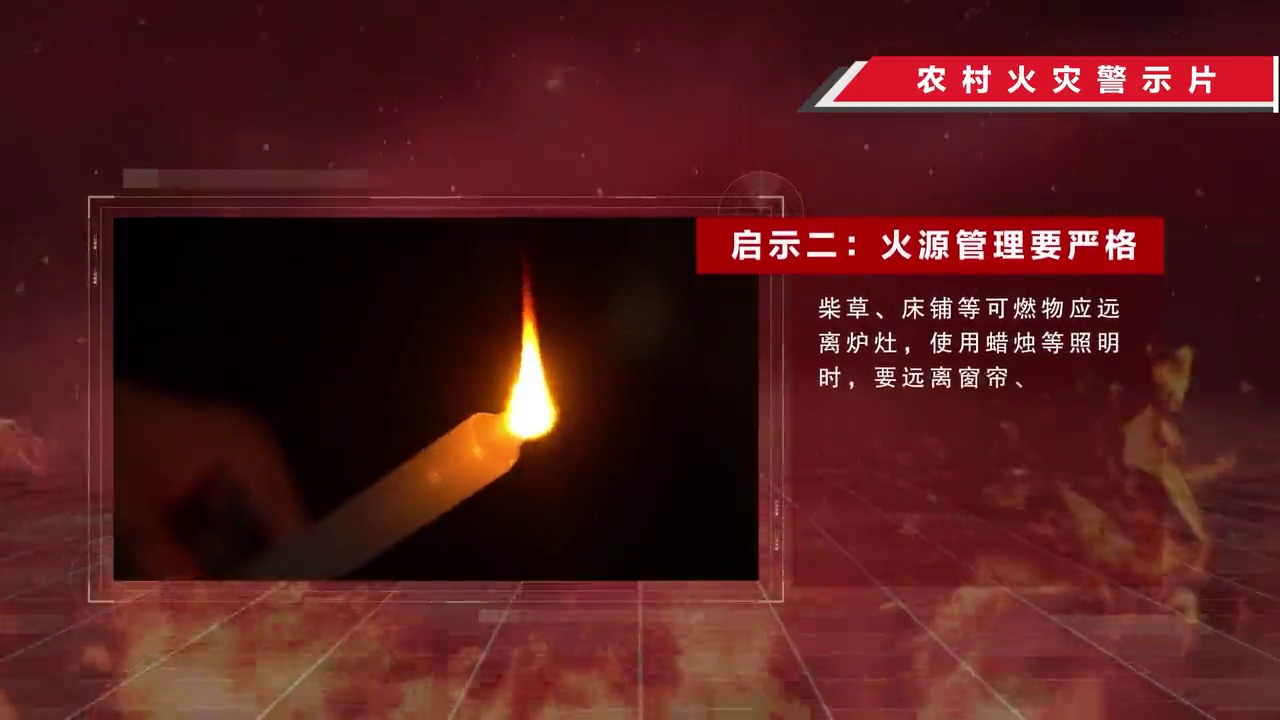 农村火灾警示片
启示二：火源管理要严格
柴草、床铺等可燃物应远
离炉灶，使用蜡烛等照明
时，要远离窗帘、